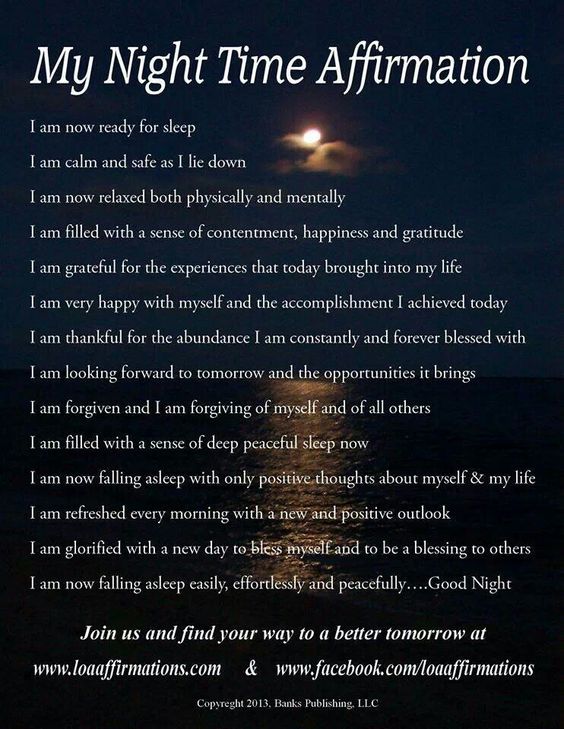 My Night Time Affirmation
I am now ready for sleep
I am calm and safe as I lie down
I am now relaxed both physically and mentally
I am filled with a sense of contentment, happiness and gratitude
I am grateful for the experiences that today brought into my life
I am very happy with myself and the accomplishment I achieved today
I am thankful for the abundance I am constantly and forever blessed with
I am looking forward to tomorrow and the opportunities it brings
I am forgiven and I am forgiving of myself and of all others
I am filled with a sense of deep peaceful sleep now
I am now falling asleep with only positive thoughts about myself & my life
I am refreshed every morning with a new and positive outlook
I am glorified with a new day to bless myself and to be a blessing to others
I am now falling asleep easily, effortlessly and peacefully....Good Night
Join us and find your way to a better tomorrow at
www.loaaffirmations.com & www.facebook.com/loaaffirmations
Copyreght 2013, Banks Publishing, LLC